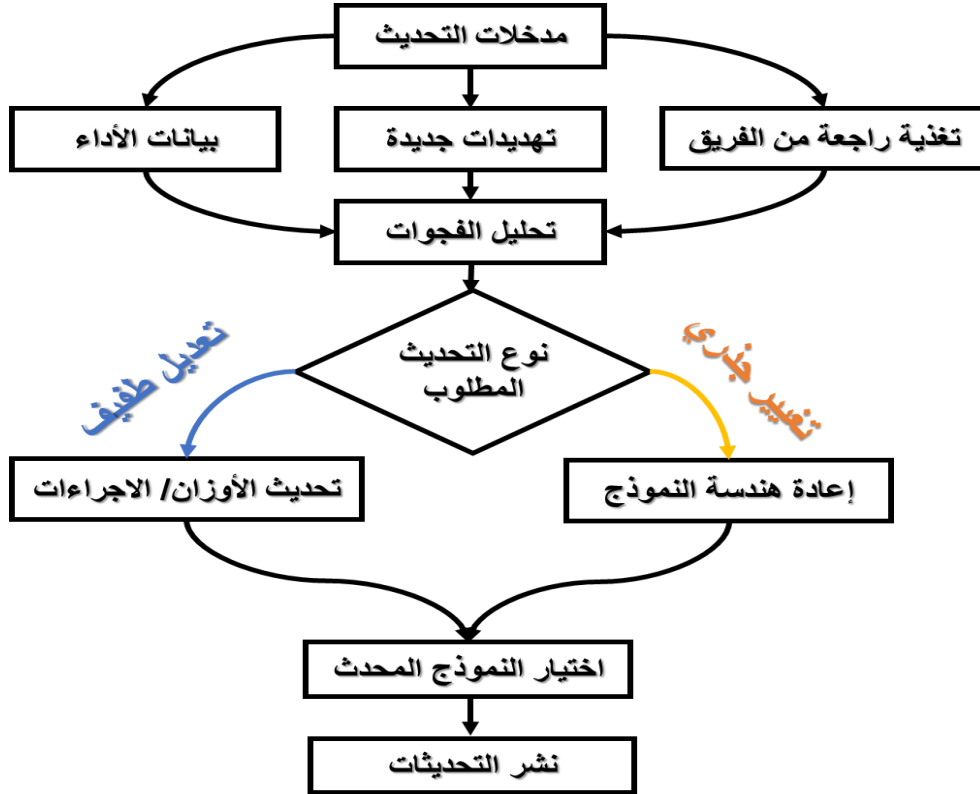 مدخلات التحديث
تغذية راجعة من الفريق
تهديدات جديدة
بيانات الأداء
تحليل الفجوات
نوع التحديث
المطلوب
تغيير جذري
تعديل طفيف
إعادة هندسة النموذج
تحديث الأوزان/ الاجراءات
اختيار النموذج المحدث
نشر التحديثات